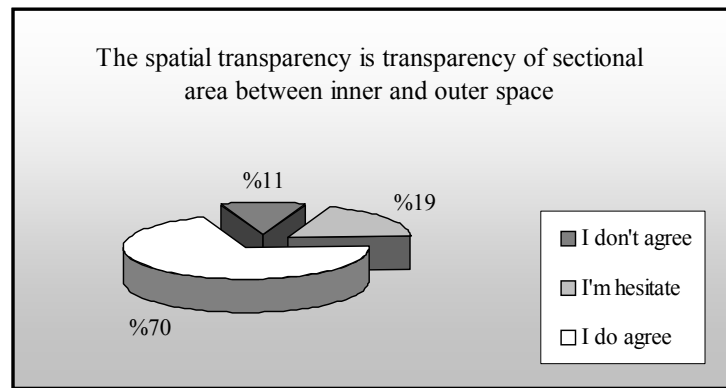 The spatial transparency is transparency of sectional
area between inner and outer space
%11
%19
%70
I don't agree
I'm hesitate
I do agree